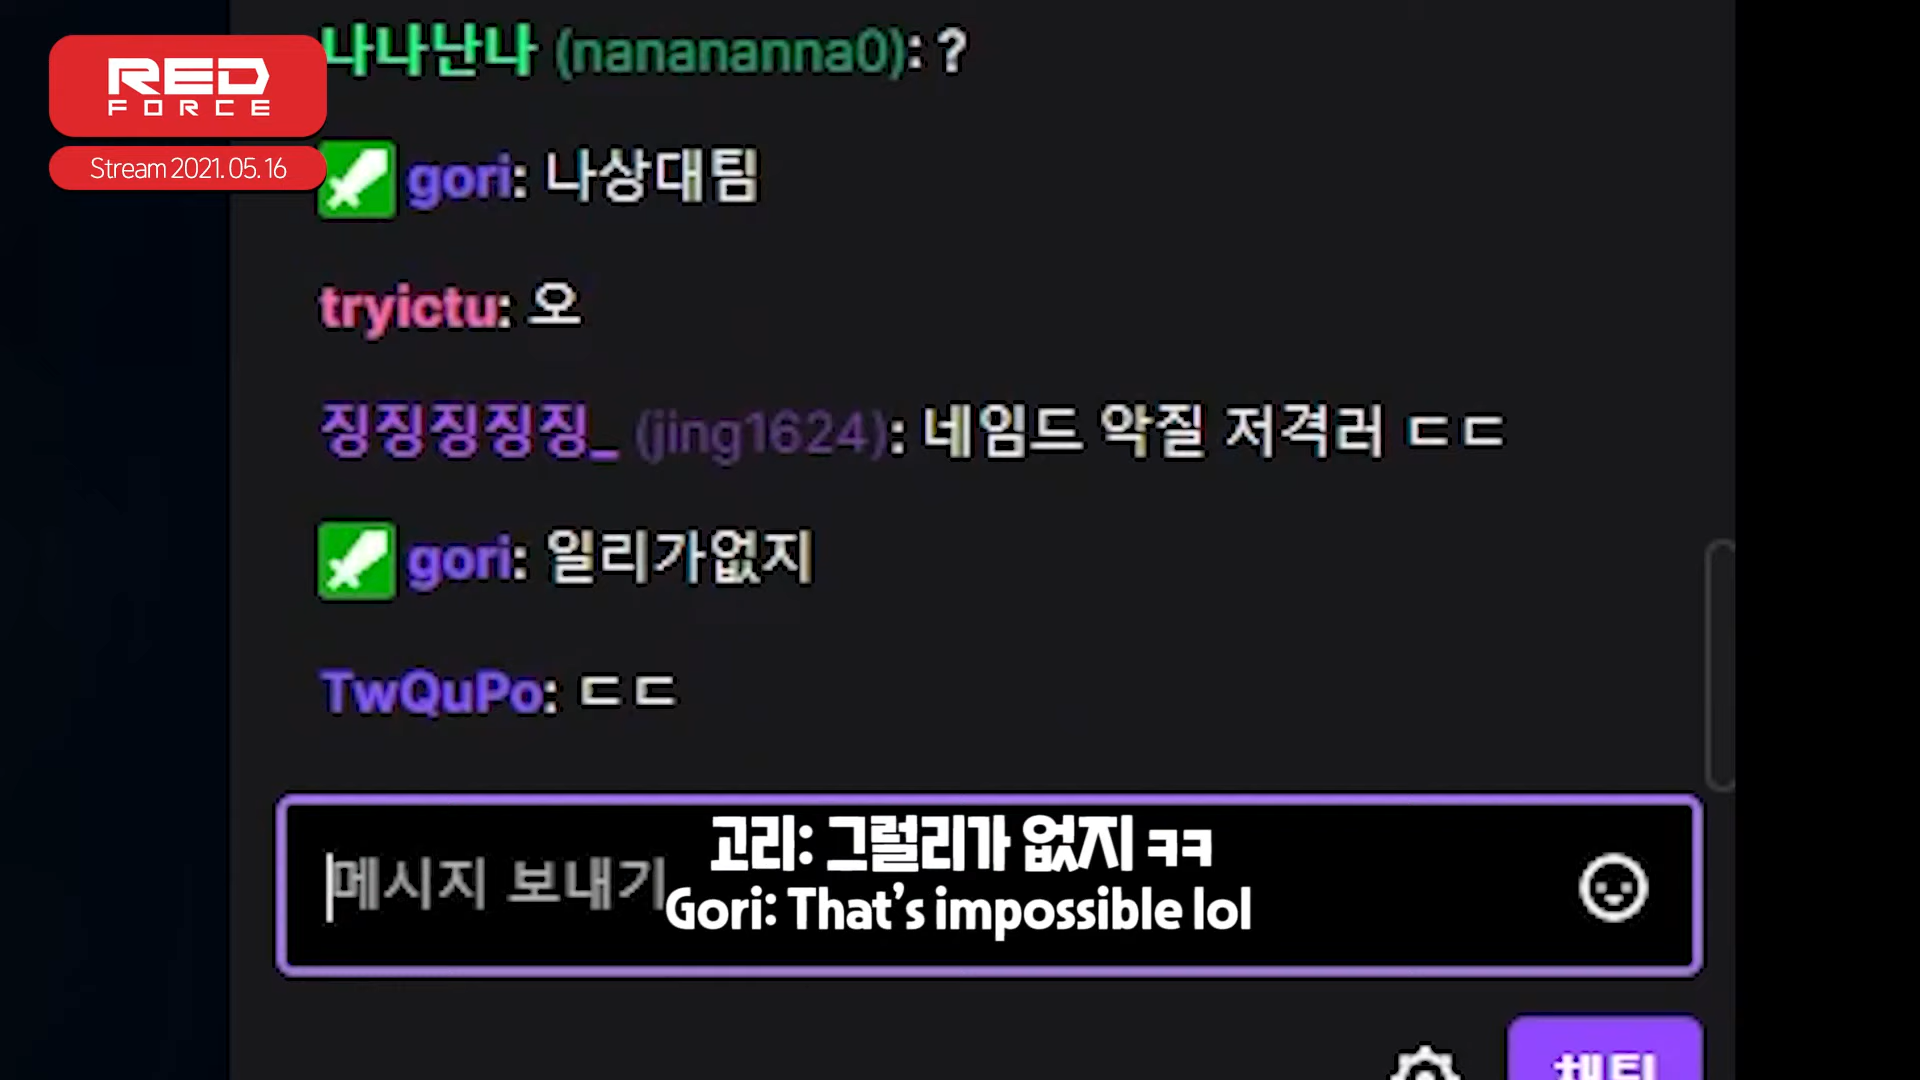 나나난나 (nanananna0): ?
RED
FORCE
Stream 2021. 05. 16
gori: 나상대팀
tryictu: 오
징징징징징_ (jing1624): 네임드 악질 저격러 ㄷㄷ
gori: 일리가없지
TwQuPo: ㄷㄷ
메시지 보내기
고리: 그럴리가 없지 ㅋㅋ
Gori: That's impossible lol
채팅